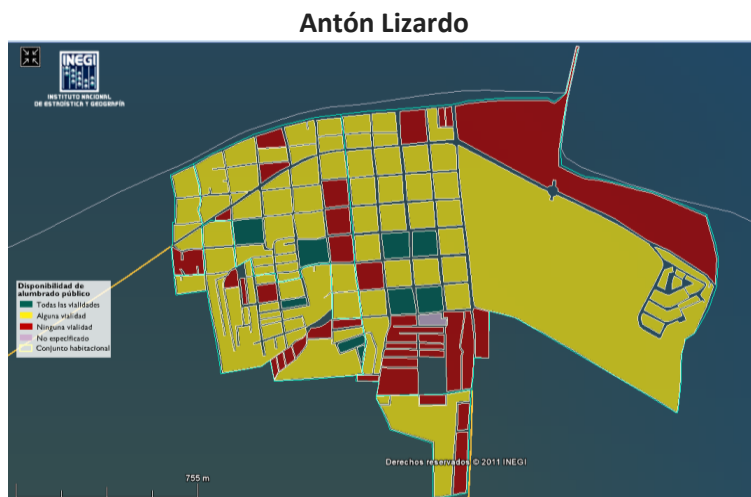 Antón Lizardo
INEGI
INSTITUTO NACIONAL
DE ESTADÍSTICA Y GEOGRAFÍA
Disponibilidad de
alumbrado público
Todas las vialidades
Alguna vialidad
Ninguna vialidad
No especificado
Conjunto habitacional
Derechos reservados © 2011 INEGI
755 m